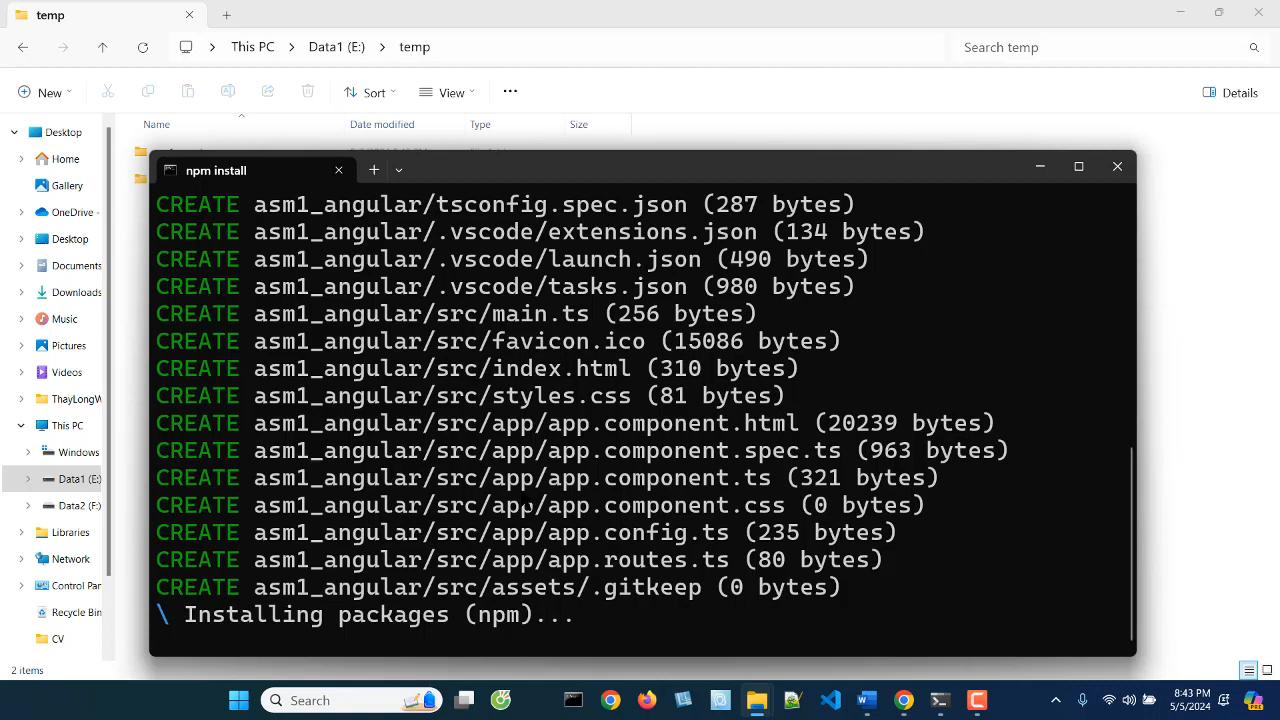 temp
This PC
Data1 (E:)
temp
Search temp
New
Sort
View
Details
Name
Date modified
Type
Size
Desktop
Home
Gallery
OneDrive -
Desktop
Documents
Downloads
Music
Pictures
Videos
ThayLongW
This PC
Windows
Data1 (E:)
Data2 (F:)
Libraries
Network
Control Pan
Recycle Bin
CV
2 items
npm install
CREATE asm1_angular/tsconfig.spec.json (287 bytes)
CREATE asm1_angular/.vscode/extensions.json (134 bytes)
CREATE asm1_angular/.vscode/launch.json (490 bytes)
CREATE asm1_angular/.vscode/tasks.json (980 bytes)
CREATE asm1_angular/src/main.ts (256 bytes)
CREATE asm1_angular/src/favicon.ico (15086 bytes)
CREATE asm1_angular/src/index.html (310 bytes)
CREATE asm1_angular/src/styles.css (81 bytes)
CREATE asm1_angular/src/app/app.component.html (20239 bytes)
CREATE asm1_angular/src/app/app.component.spec.ts (963 bytes)
CREATE asm1_angular/src/app/app.component.ts (321 bytes)
CREATE asm1_angular/src/app/app.component.css (0 bytes)
CREATE asm1_angular/src/app/app.config.ts (235 bytes)
CREATE asm1_angular/src/app/app.routes.ts (80 bytes)
CREATE asm1_angular/src/assets/.gitkeep (0 bytes)
\ Installing packages (npm)...
Search
8:43 PM
5/5/2024